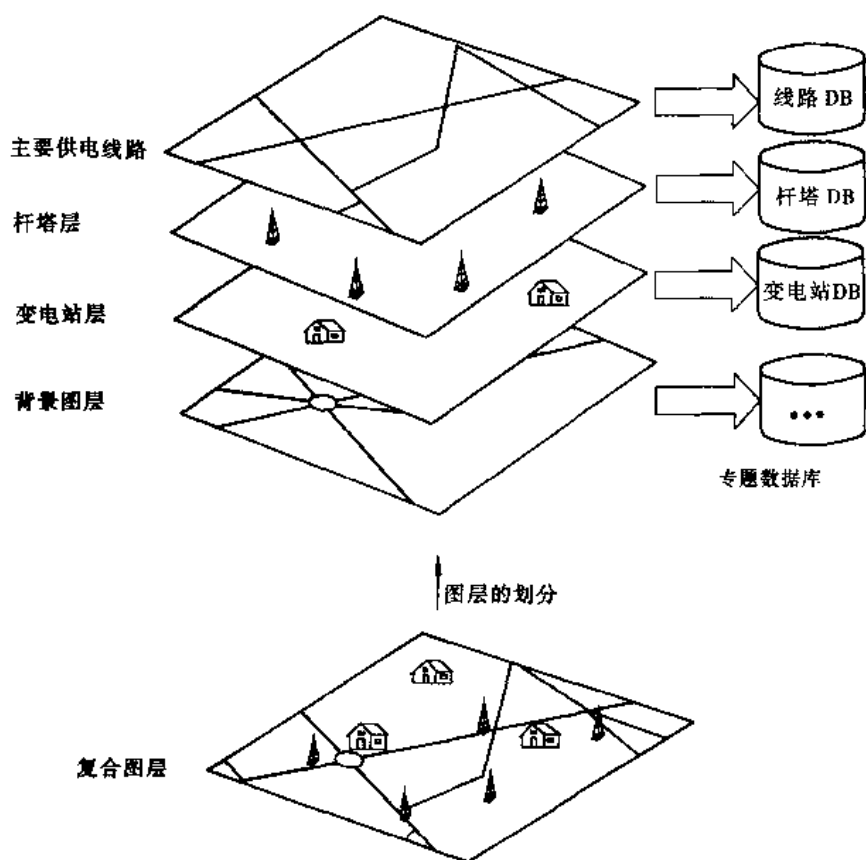 线路 DB
主要供电线路
杆塔 DB
杆塔层
变电站DB
变电站层
背景图层
•••
专题数据库
图层的划分
复合图层